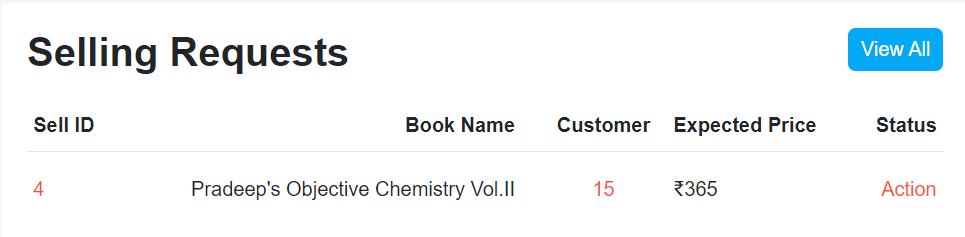 Selling Requests View All
Sell ID Book Name Customer Expected Price Status
4 Pradeep's Objective Chemistry Vol.II 15 ₹365 Action